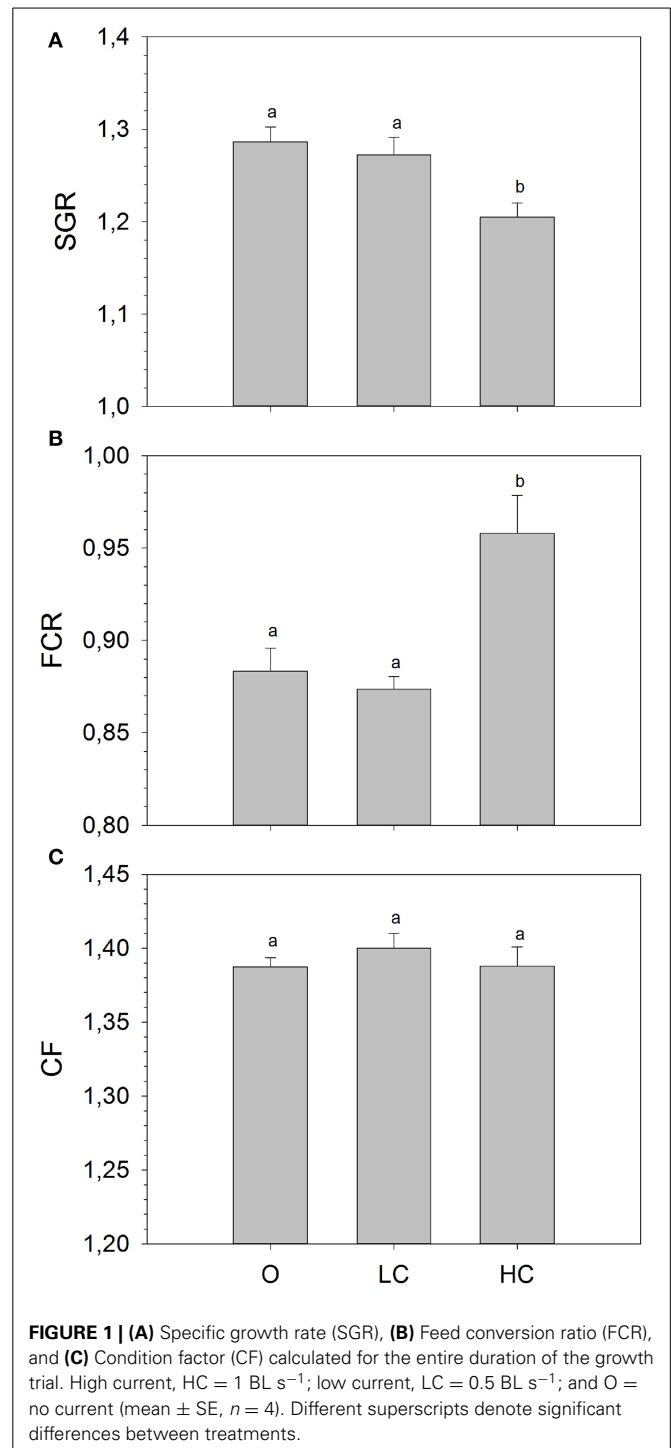 A
1,4
1,3
1,2
1,1
1,0
SGR
a
a
b
B
1,00
0,95
0,90
0,85
0,80
FCR
a
a
b
C
1,45
1,40
1,35
1,30
1,25
1,20
CF
a
a
a
O
LC
HC
FIGURE 1 | (A) Specific growth rate (SGR), (B) Feed conversion ratio (FCR),
and (C) Condition factor (CF) calculated for the entire duration of the growth
trial. High current, HC = 1 BL s⁻¹; low current, LC = 0.5 BL s⁻¹; and O =
no current (mean ± SE, n = 4). Different superscripts denote significant
differences between treatments.